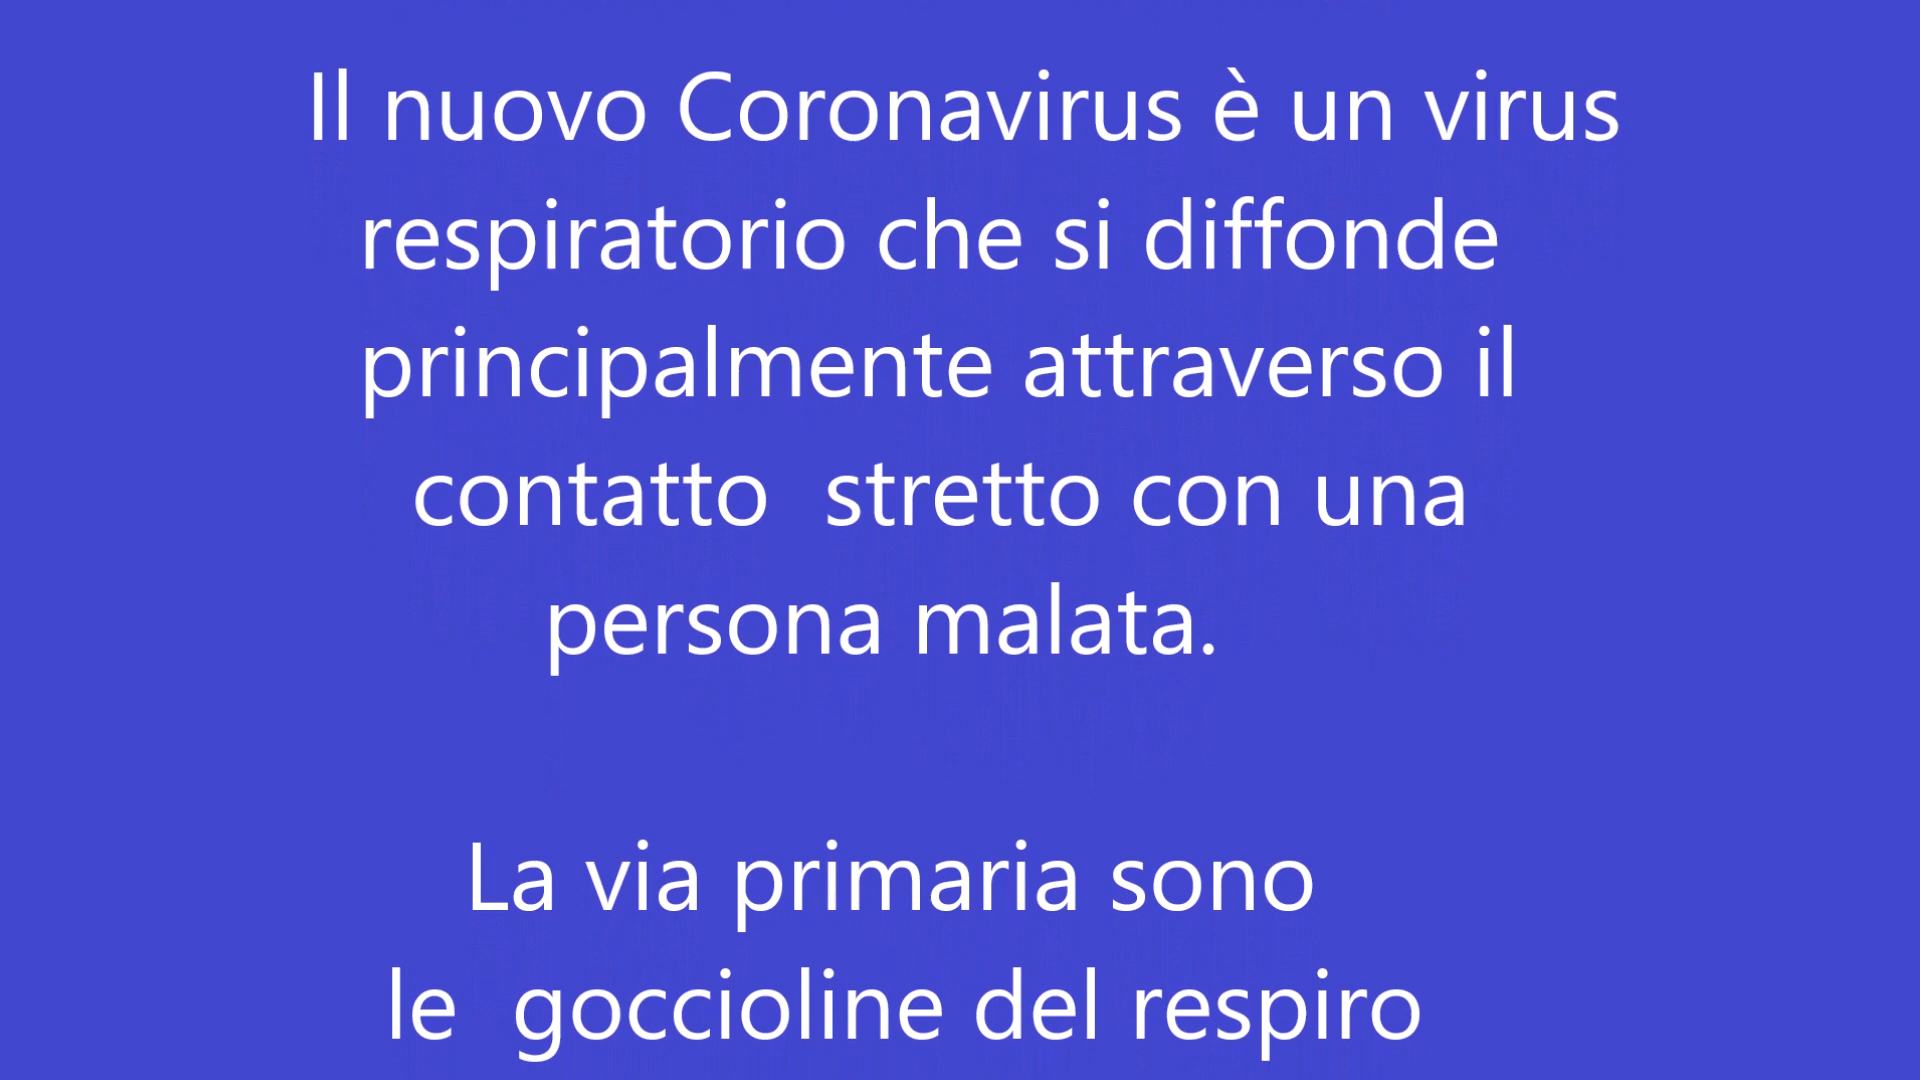 Il nuovo Coronavirus è un virus
respiratorio che si diffonde
principalmente attraverso il
contatto  stretto con una
persona malata.
La via primaria sono
le  goccioline del respiro